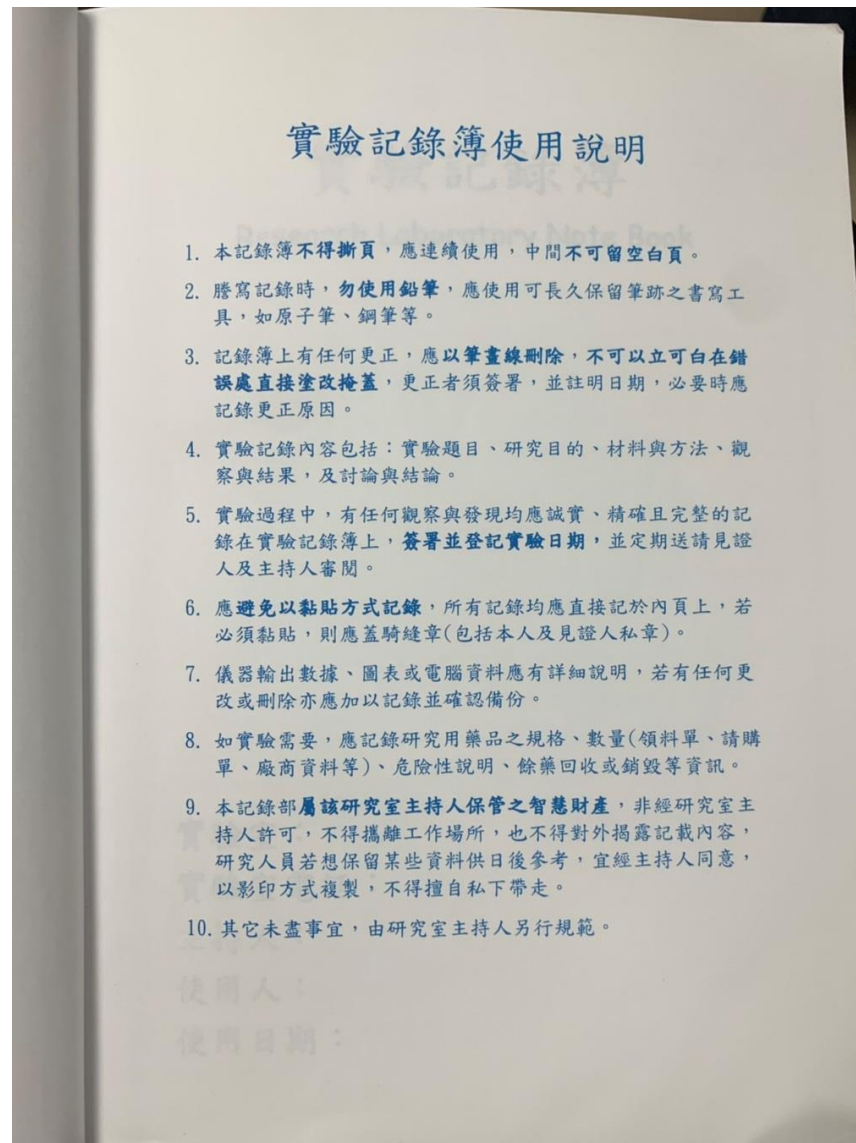 實驗記錄簿使用說明
1. 本記錄簿不得撕頁，應連續使用，中間不可留空白頁。
2. 謄寫記錄時，勿使用鉛筆，應使用可長久保留筆跡之書寫工
具，如原子筆、鋼筆等。
3. 記錄簿上有任何更正，應以筆畫線刪除，不可以立可白在錯
誤處直接塗改掩蓋，更正者須簽署，並註明日期，必要時應
記錄更正原因。
4. 實驗記錄內容包括：實驗題目、研究目的、材料與方法、觀
察與結果，及討論與結論。
5. 實驗過程中，有任何觀察與發現均應誠實、精確且完整的記
錄在實驗記錄簿上，簽署並登記實驗日期，並定期送請見證
人及主持人審閱。
6. 應避免以黏貼方式記錄，所有記錄均應直接記於內頁上，若
必須黏貼，則應蓋騎縫章(包括本人及見證人私章)。
7. 儀器輸出數據、圖表或電腦資料應有詳細說明，若有任何更
改或刪除亦應加以記錄並確認備份。
8. 如實驗需要，應記錄研究用藥品之規格、數量(領料單、請購
單、廠商資料等)、危險性說明、餘藥回收或銷毀等資訊。
9. 本記錄部屬該研究室主持人保管之智慧財產，非經研究室主
持人許可，不得攜離工作場所，也不得對外揭露記載內容，
研究人員若想保留某些資料供日後參考，宜經主持人同意，
以影印方式複製，不得擅自私下帶走。
10. 其它未盡事宜，由研究室主持人另行規範。
使用人：
使用日期：